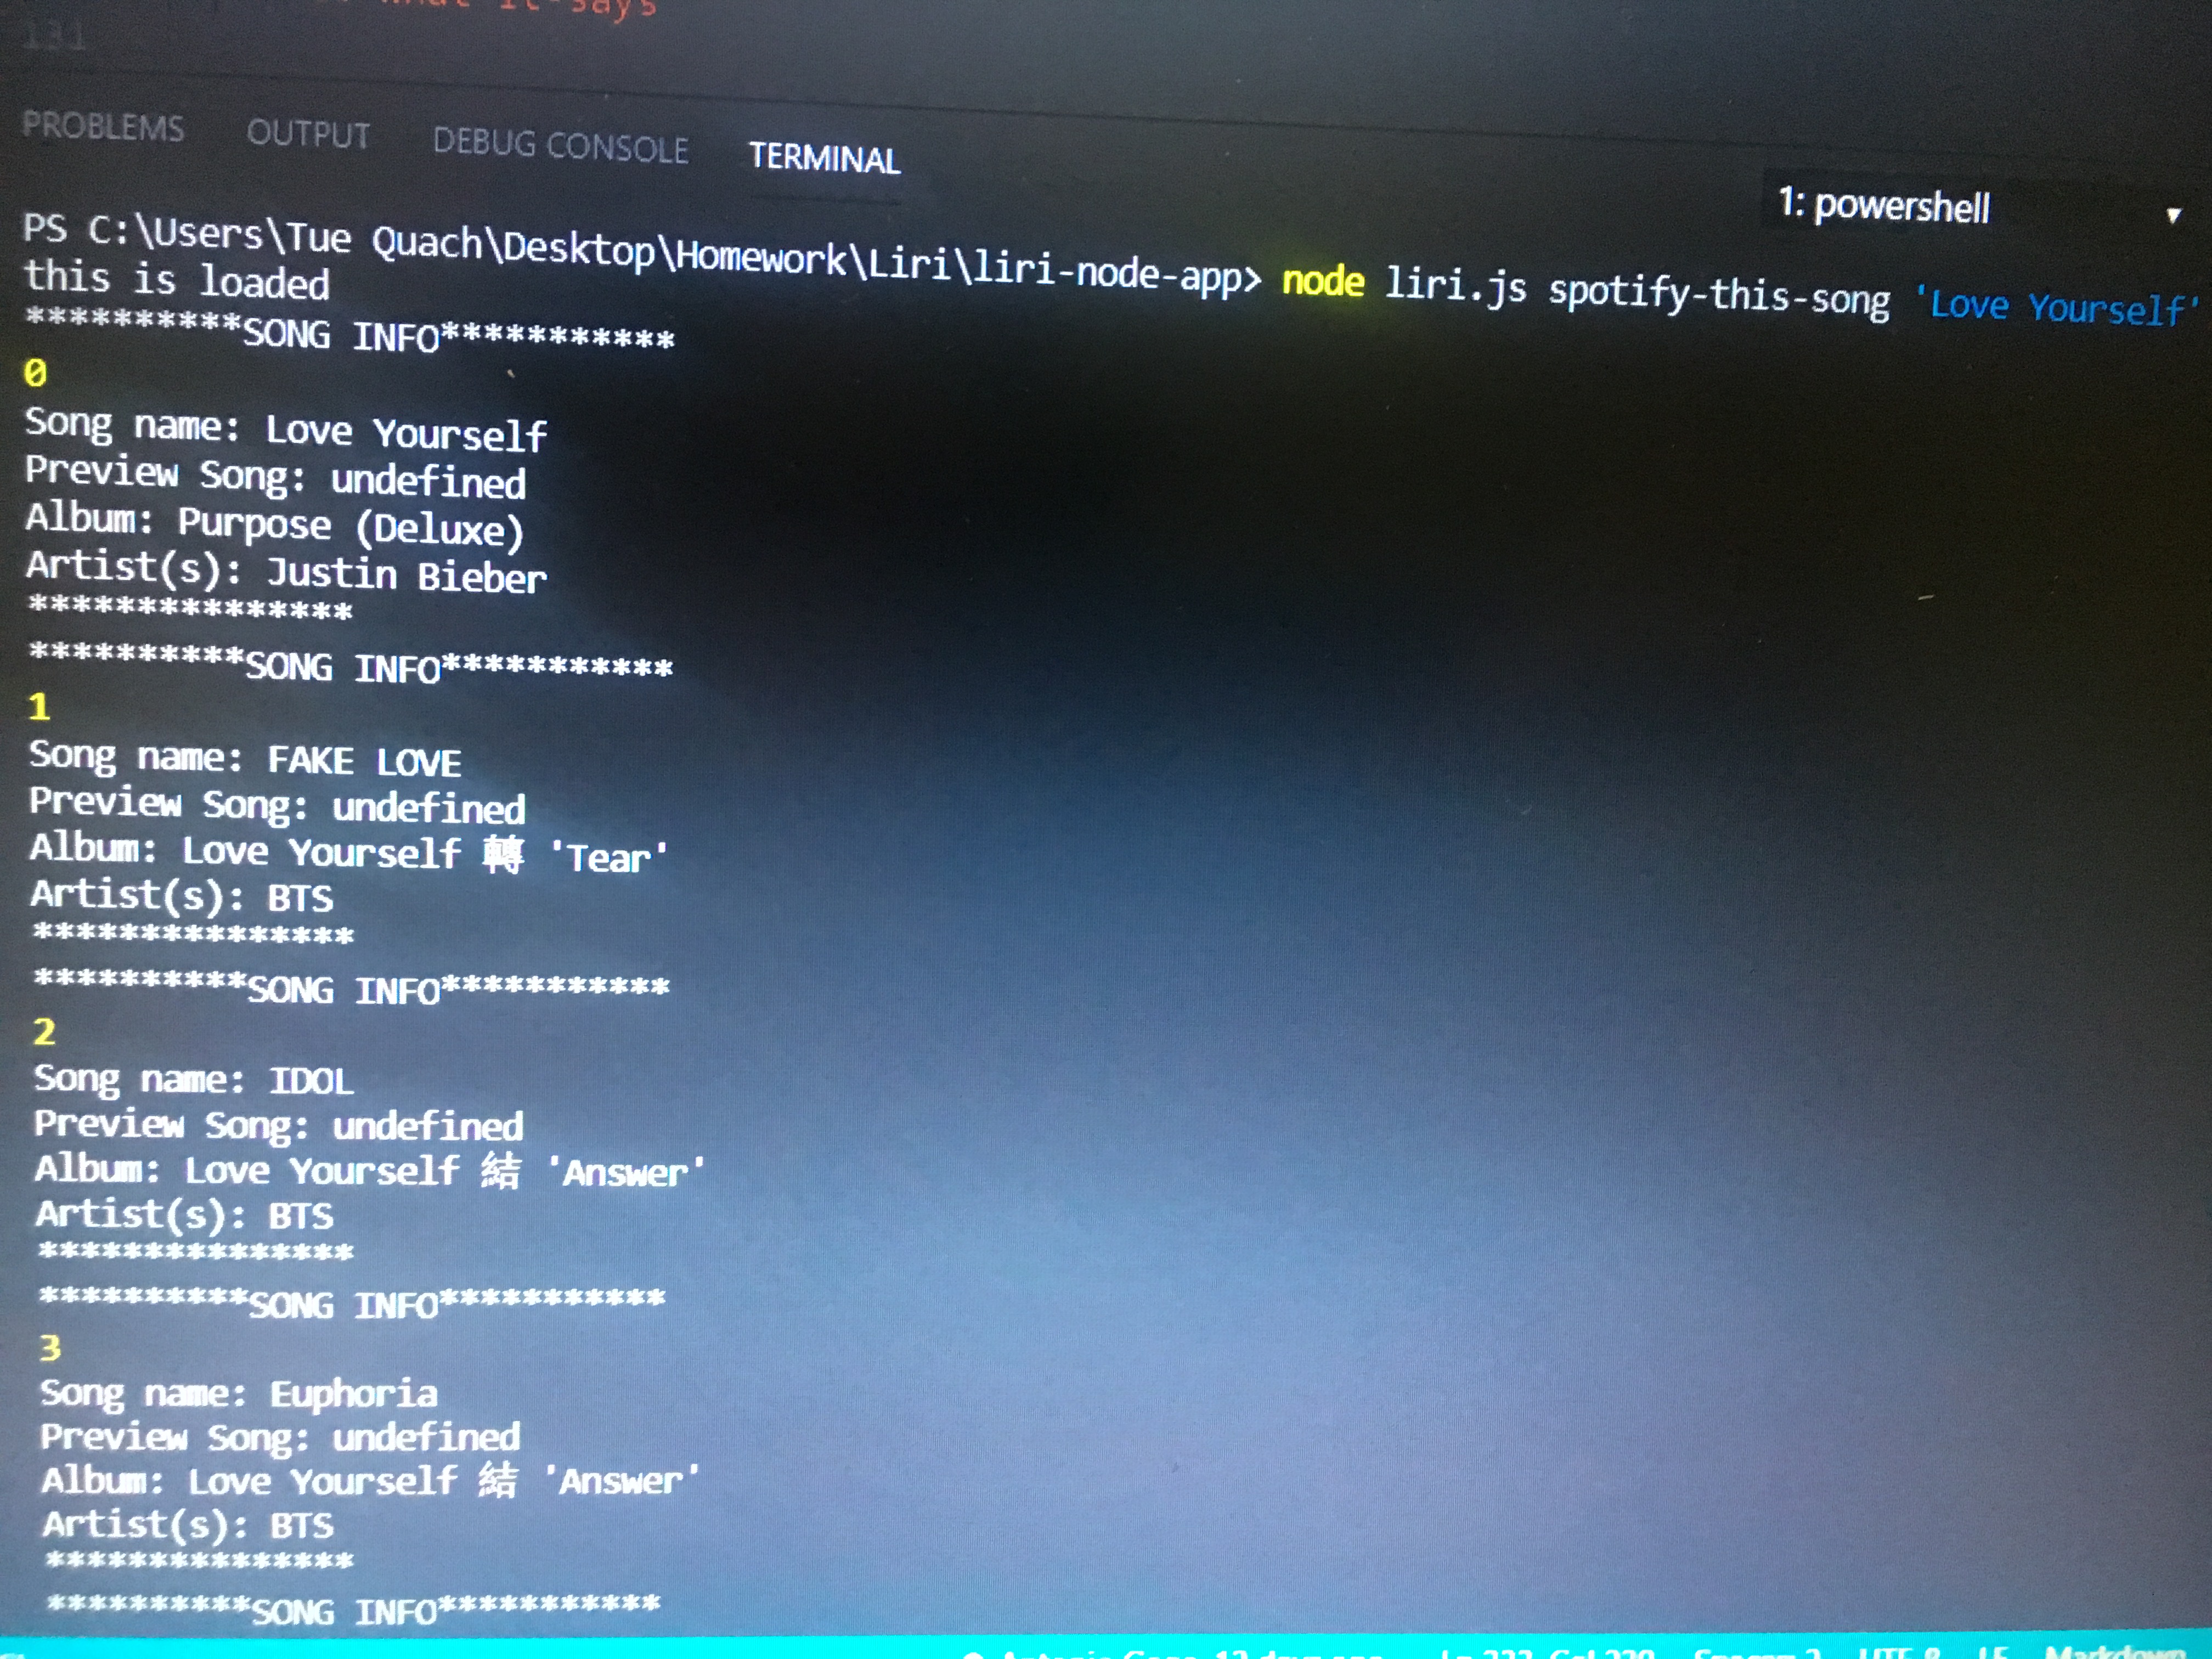 what it-says
131
PROBLEMS OUTPUT DEBUG CONSOLE TERMINAL
1: powershell
PS C:\Users\Tue Quach\Desktop\Homework\Liri\liri-node-app> node liri.js spotify-this-song 'Love Yourself'
this is loaded
**********SONG INFO***********
0
Song name: Love Yourself
Preview Song: undefined
Album: Purpose (Deluxe)
Artist(s): Justin Bieber
***************
**********SONG INFO***********
1
Song name: FAKE LOVE
Preview Song: undefined
Album: Love Yourself 轉 'Tear'
Artist(s): BTS
***************
**********SONG INFO***********
2
Song name: IDOL
Preview Song: undefined
Album: Love Yourself 結 'Answer'
Artist(s): BTS
***************
**********SONG INFO***********
3
Song name: Euphoria
Preview Song: undefined
Album: Love Yourself 結 'Answer'
Artist(s): BTS
***************
**********SONG INFO***********
UTF-8 LF Markdown